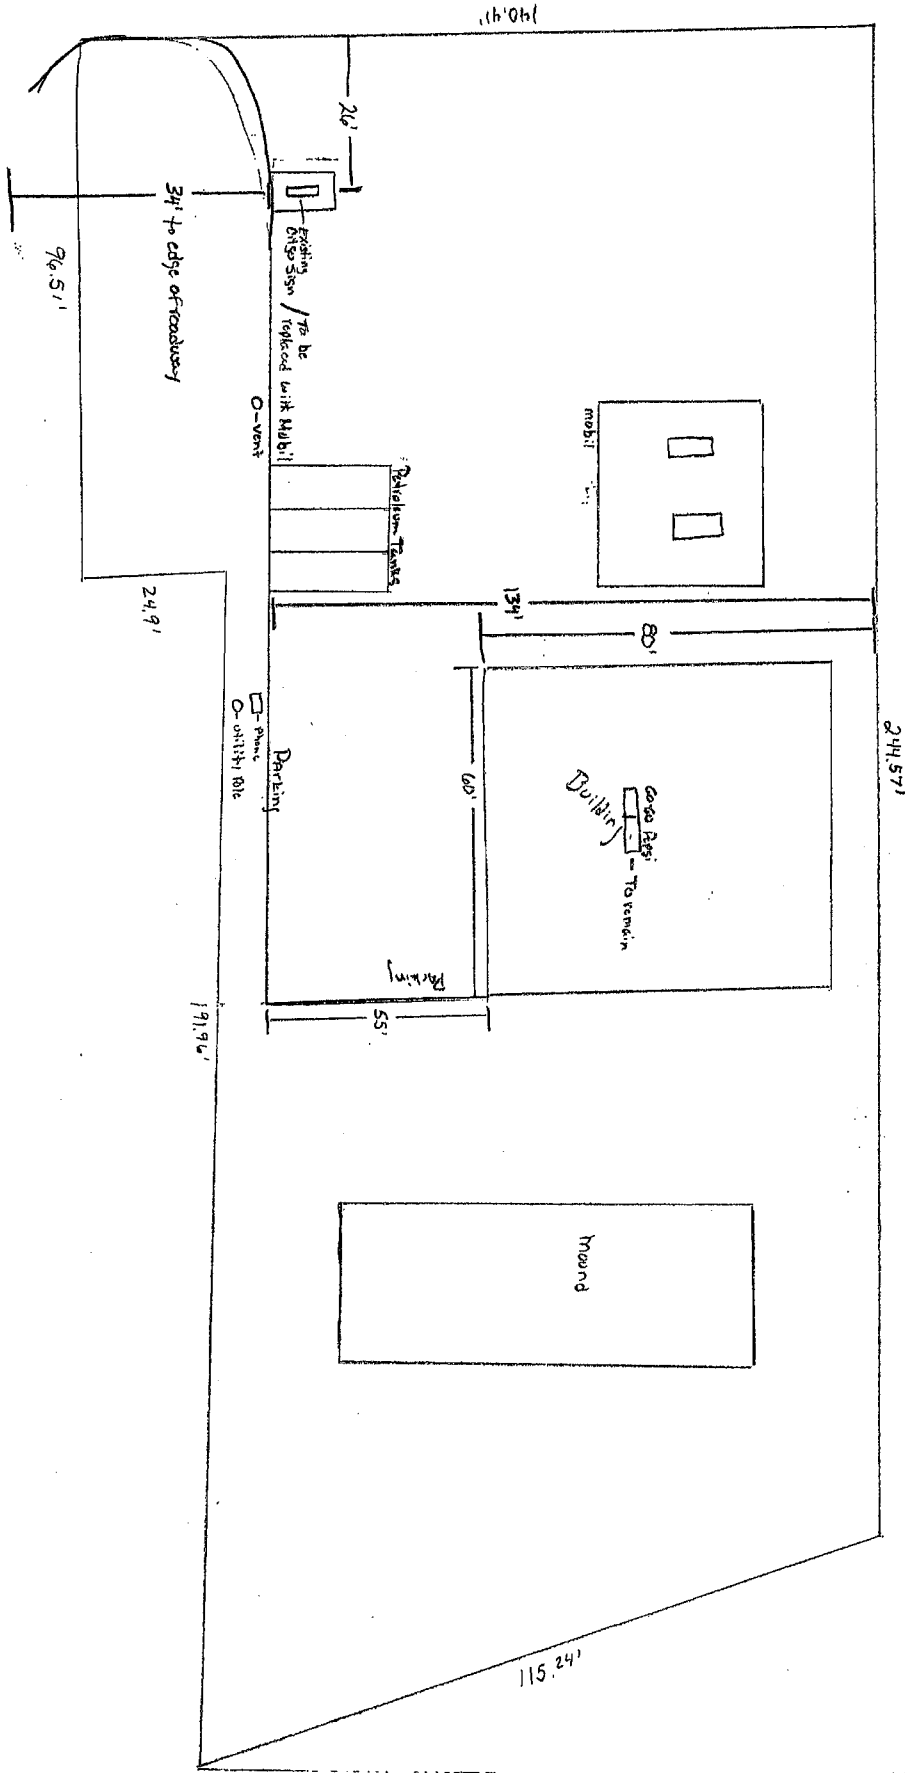 140.41'
26'
34' to edge of roadway
96.51'
Existing
Citgo Sign / To be
replaced with Mobil
O-vent
Petroleum Tanks
mobil
24.9'
134'
80'
244.57'
Phone
O-utility Pole
Parking
60'
Building
Pepsi
- To remain
Parking
55'
191.96'
Mound
115.24'